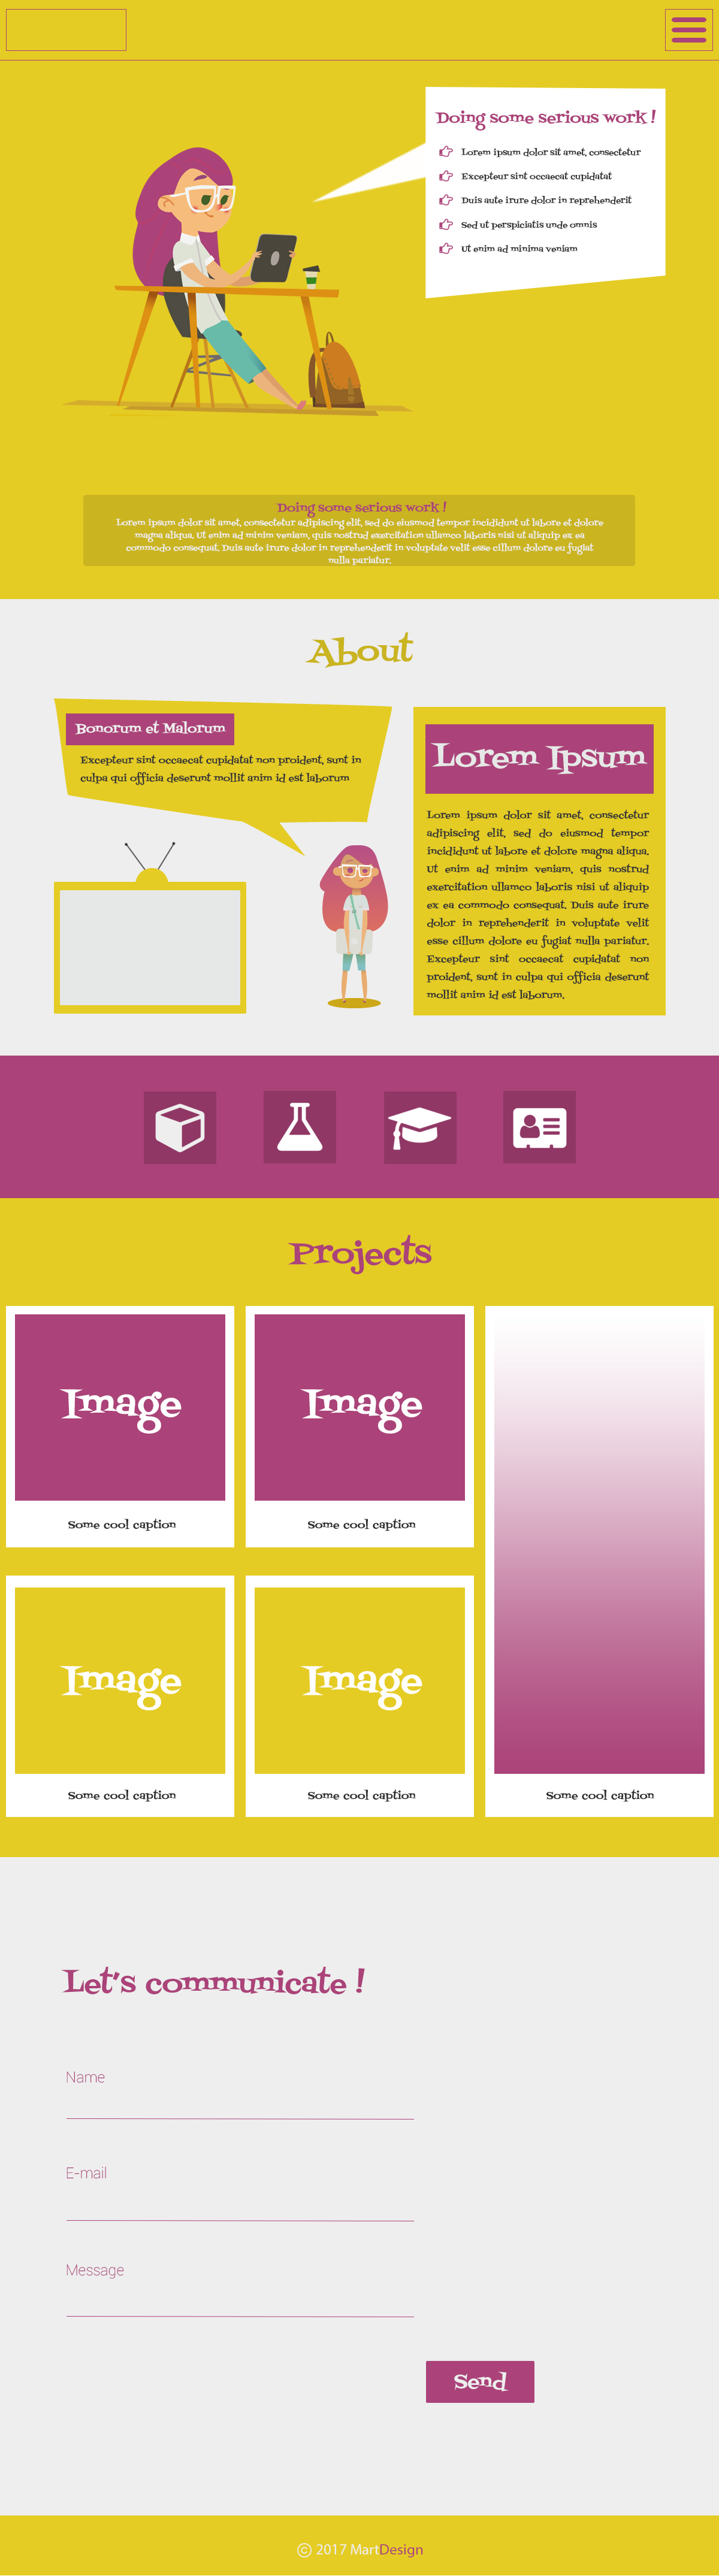 Doing some serious work !
Lorem ipsum dolor sit amet, consectetur
Excepteur sint occaecat cupidatat
Duis aute irure dolor in reprehenderit
Sed ut perspiciatis unde omnis
Ut enim ad minima veniam
Doing some serious work !
Lorem ipsum dolor sit amet, consectetur adipiscing elit, sed do eiusmod tempor incididunt ut labore et dolore
magna aliqua. Ut enim ad minim veniam, quis nostrud exercitation ullamco laboris nisi ut aliquip ex ea
commodo consequat. Duis aute irure dolor in reprehenderit in voluptate velit esse cillum dolore eu fugiat
nulla pariatur.
About
Bonorum et Malorum
Excepteur sint occaecat cupidatat non proident, sunt in
culpa qui officia deserunt mollit anim id est laborum
Lorem Ipsum
Lorem ipsum dolor sit amet, consectetur
adipiscing elit, sed do eiusmod tempor
incididunt ut labore et dolore magna aliqua.
Ut enim ad minim veniam, quis nostrud
exercitation ullamco laboris nisi ut aliquip
ex ea commodo consequat. Duis aute irure
dolor in reprehenderit in voluptate velit
esse cillum dolore eu fugiat nulla pariatur.
Excepteur sint occaecat cupidatat non
proident, sunt in culpa qui officia deserunt
mollit anim id est laborum.
Projects
Image
Image
Some cool caption
Some cool caption
Image
Image
Some cool caption
Some cool caption
Some cool caption
Let's communicate !
Name
E-mail
Message
Send
© 2017 MartDesign